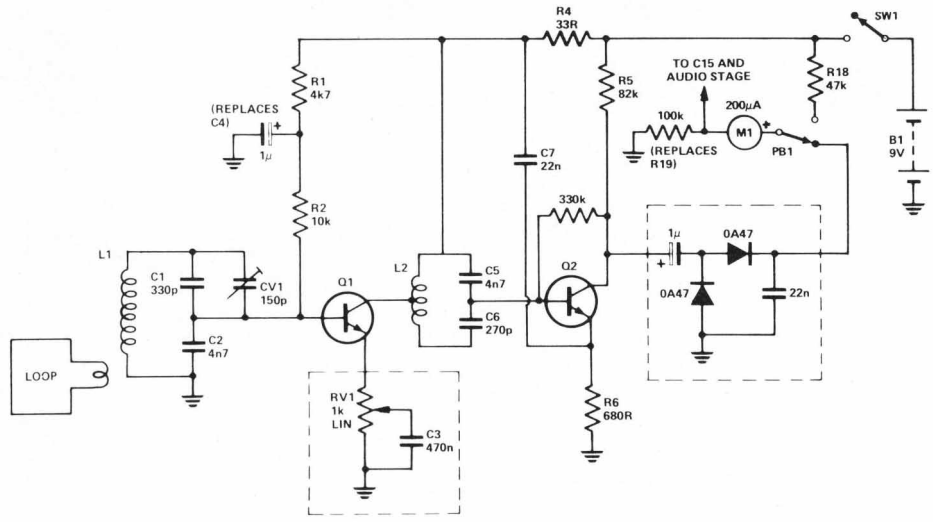 R4
33R
SW1
R1
4k7
(REPLACES
C4)
+
1µ
R5
82k
TO C15 AND
AUDIO STAGE
R18
47k
200µA
100k
M1
+
(REPLACES
R19)
PB1
B1
9V
C7
22n
R2
10k
330k
L1
C1
330p
CV1
150p
C2
4n7
Q1
L2
C5
4n7
C6
270p
Q2
1µ
+
0A47
0A47
22n
LOOP
RV1
1k
LIN
C3
470n
R6
680R